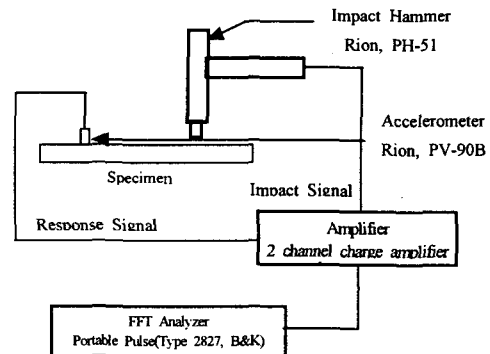 Impact Hammer
Rion, PH-51
Accelerometer
Rion, PV-90B
Specimen
Impact Signal
Response Signal
Amplifier
2 channel charge amplifier
FFT Analyzer
Portable Pulse(Type 2827, B&K)